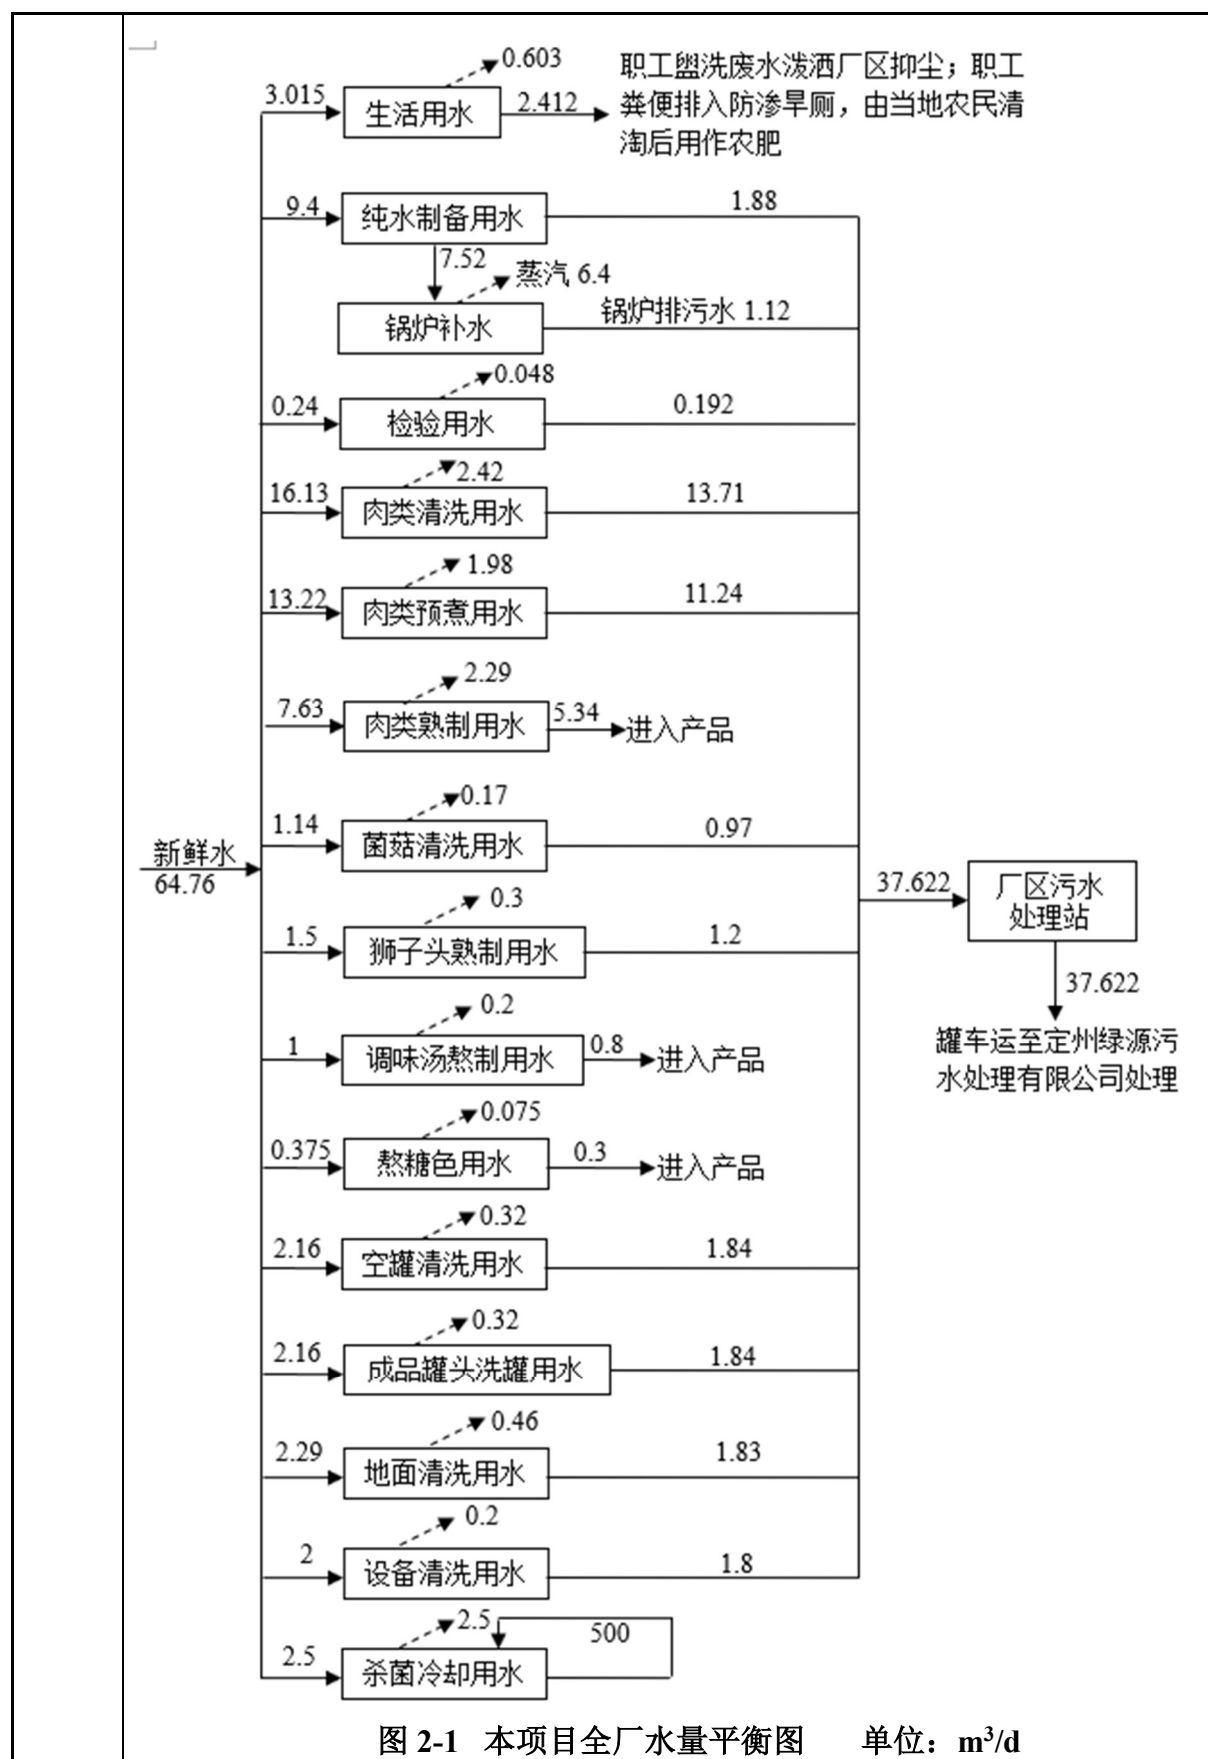 0.603
职工盥洗废水泼洒厂区抑尘；职工
3.015
生活用水
2.412
粪便排入防渗旱厕，由当地农民清
淘后用作农肥
9.4
纯水制备用水
1.88
7.52
蒸汽 6.4
锅炉补水
锅炉排污水 1.12
0.048
0.24
检验用水
0.192
2.42
16.13
肉类清洗用水
13.71
1.98
13.22
肉类预煮用水
11.24
2.29
7.63
肉类熟制用水
5.34
进入产品
0.17
1.14
菌菇清洗用水
0.97
新鲜水
64.76
37.622
厂区污水
处理站
0.3
1.5
狮子头熟制用水
1.2
37.622
0.2
1
调味汤熬制用水
0.8
进入产品
罐车运至定州绿源污
水处理有限公司处理
0.075
0.375
熬糖色用水
0.3
进入产品
0.32
2.16
空罐清洗用水
1.84
0.32
2.16
成品罐头洗罐用水
1.84
0.46
2.29
地面清洗用水
1.83
0.2
2
设备清洗用水
1.8
2.5
500
2.5
杀菌冷却用水
图 2-1 本项目全厂水量平衡图 单位：m³/d